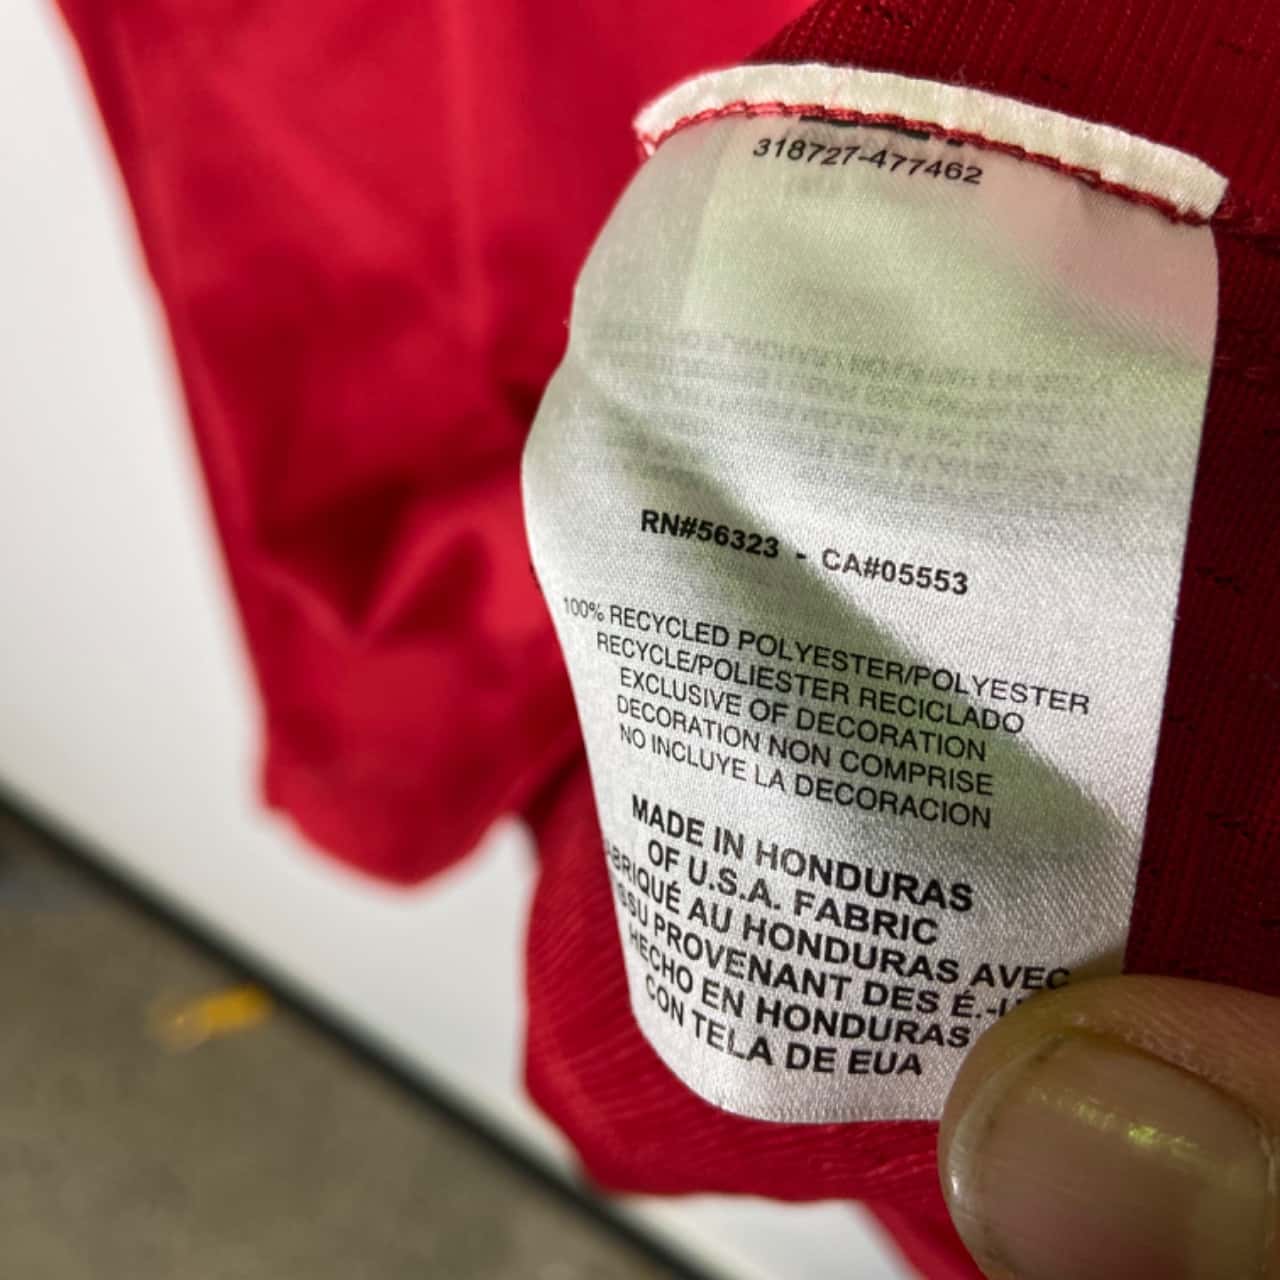 318727-477462
RN#56323 - CA#05553
100% RECYCLED POLYESTER/POLYESTER
RECYCLE/POLIESTER RECICLADO
EXCLUSIVE OF DECORATION
DECORATION NON COMPRISE
NO INCLUYE LA DECORACION
MADE IN HONDURAS
OF U.S.A. FABRIC
AU HONDURAS AVEC
PROVENANT DES
HECHO EN HONDURAS
CON TELA DE EUA